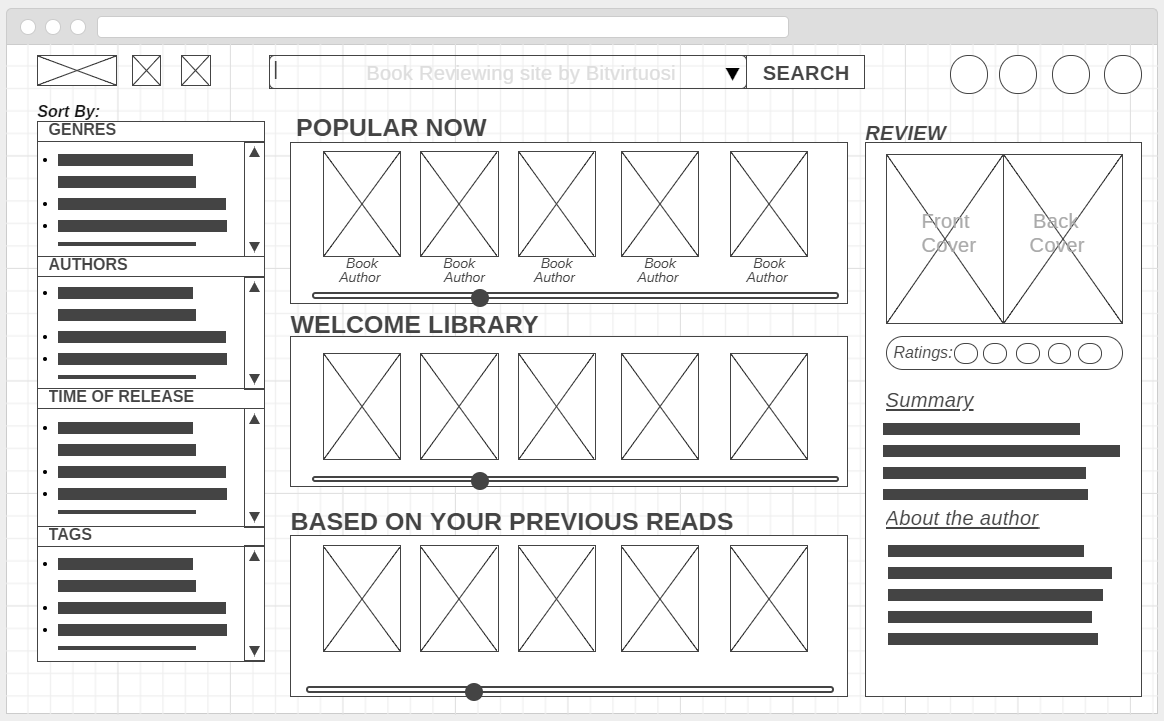 Book Reviewing site by Bitvirtuosi
SEARCH
Sort By:
GENRES
AUTHORS
TIME OF RELEASE
TAGS
POPULAR NOW
Book Book Book Book Book
Author Author Author Author Author
WELCOME LIBRARY
BASED ON YOUR PREVIOUS READS
REVIEW
Front Back
Cover Cover
Ratings:
Summary
About the author